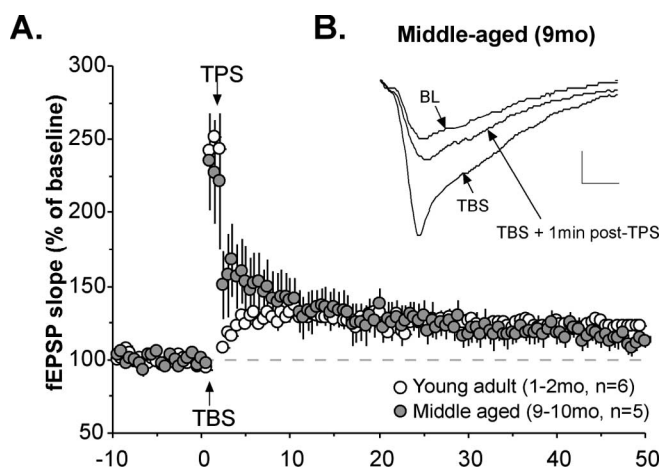 A.
B.
Middle-aged (9mo)
300
TPS
250
BL
200
TBS
TBS + 1min post-TPS
150
100
50
fEPSP slope (% of baseline)
TBS
Young adult (1-2mo, n=6)
Middle aged (9-10mo, n=5)
-10 0 10 20 30 40 50